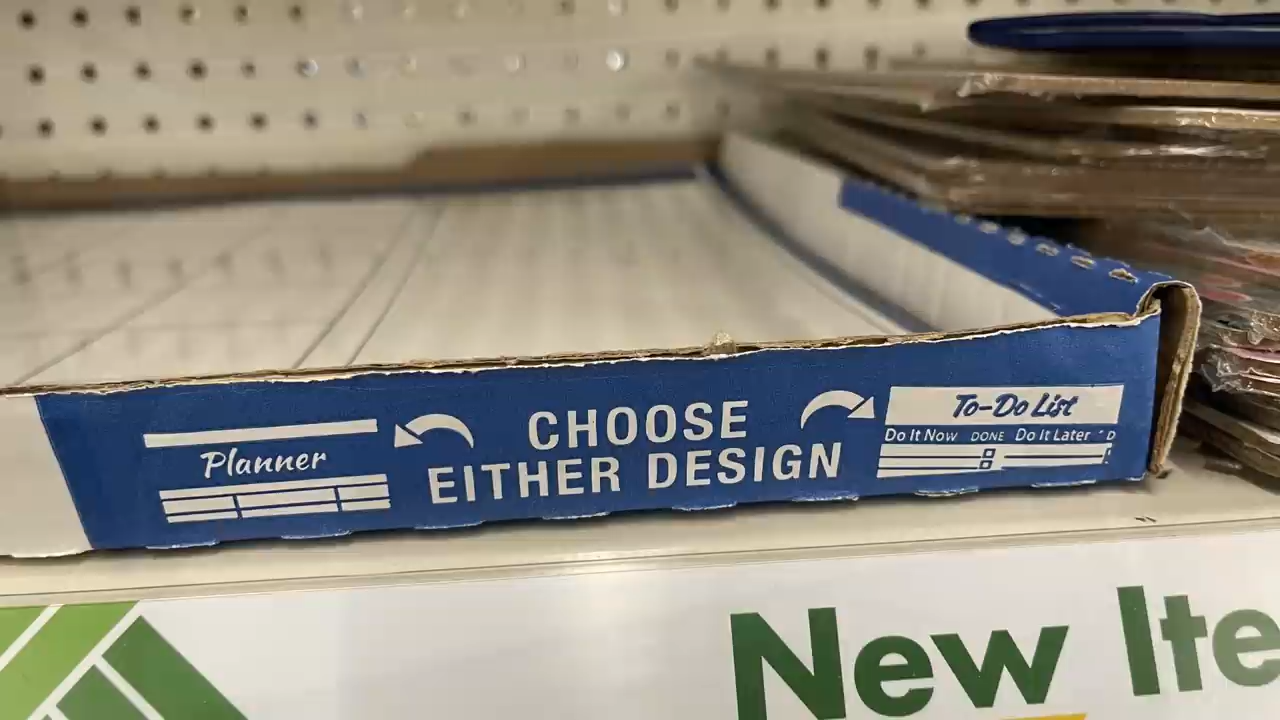 Planner
CHOOSE
EITHER DESIGN
To-Do List
Do It Now DONE Do It Later D
New Ite